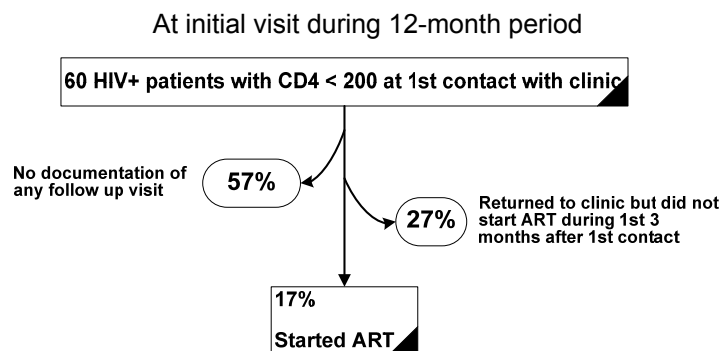 At initial visit during 12-month period
60 HIV+ patients with CD4 < 200 at 1st contact with clinic
No documentation of
any follow up visit
57%
27%
Returned to clinic but did not
start ART during 1st 3
months after 1st contact
17%
Started ART